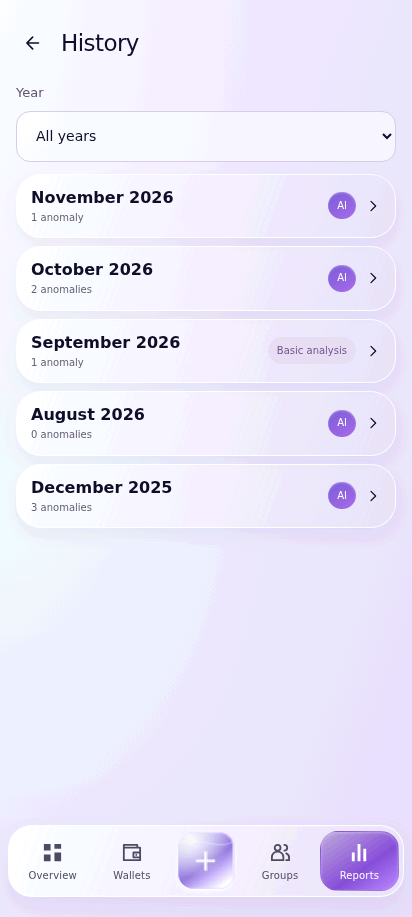 History
Year
All years
November 2026
1 anomaly
AI
October 2026
2 anomalies
AI
September 2026
1 anomaly
Basic analysis
August 2026
0 anomalies
AI
December 2025
3 anomalies
AI
Overview
Wallets
Groups
Reports